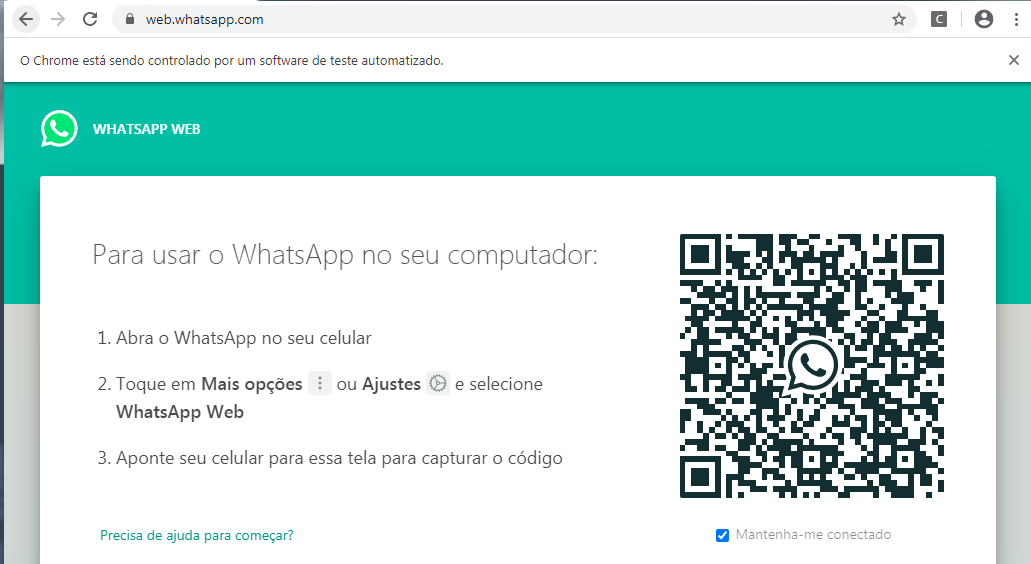 web.whatsapp.com
C
O Chrome está sendo controlado por um software de teste automatizado.
WHATSAPP WEB
Para usar o WhatsApp no seu computador:
1. Abra o WhatsApp no seu celular
2. Toque em Mais opções ou Ajustes e selecione
WhatsApp Web
3. Aponte seu celular para essa tela para capturar o código
Precisa de ajuda para começar?
Mantenha-me conectado